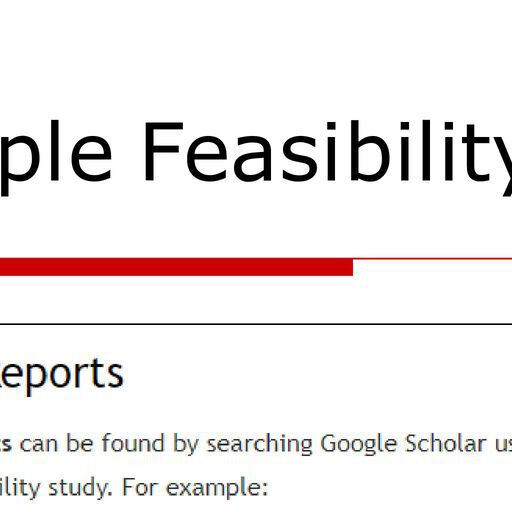 ple Feasibility
eports
s can be found by searching Google Scholar us
ility study. For example: